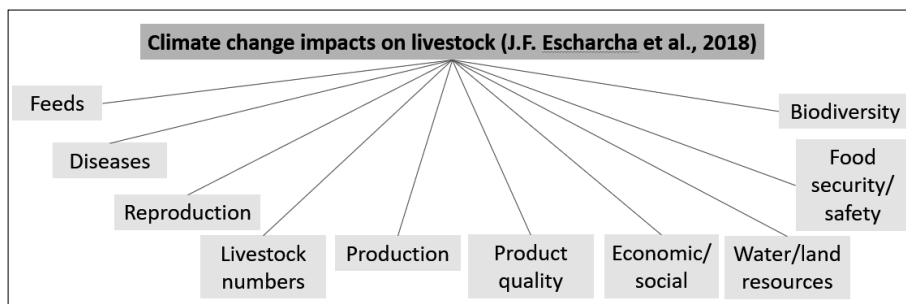 Climate change impacts on livestock (J.F. Escharcha et al., 2018)
Feeds
Diseases
Reproduction
Livestock
numbers
Production
Product
quality
Economic/
social
Water/land
resources
Food
security/
safety
Biodiversity